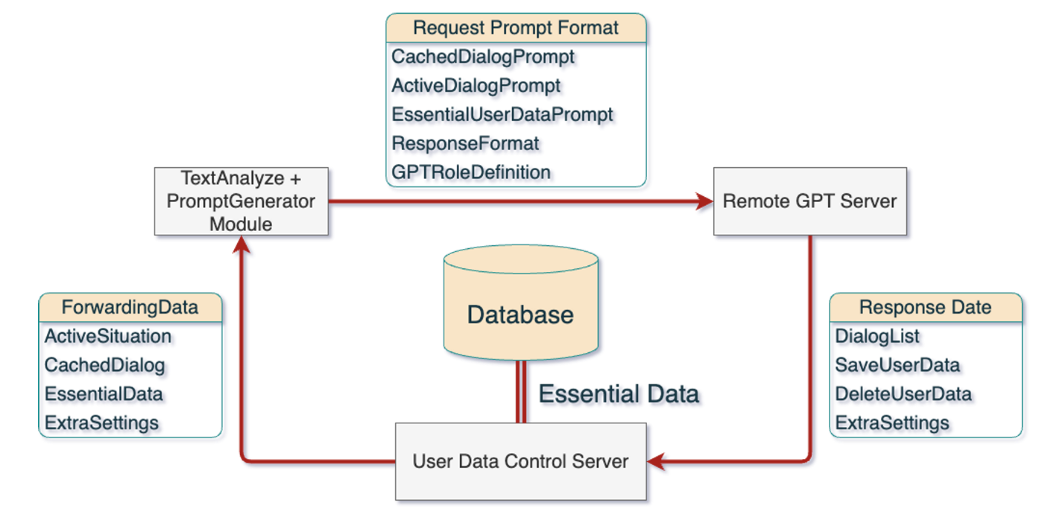 Request Prompt Format
CachedDialogPrompt
ActiveDialogPrompt
EssentialUserDataPrompt
ResponseFormat
GPTRoleDefinition
TextAnalyze +
PromptGenerator
Module
Remote GPT Server
Database
Essential Data
ForwardingData
ActiveSituation
CachedDialog
EssentialData
ExtraSettings
Response Date
DialogList
SaveUserData
DeleteUserData
ExtraSettings
User Data Control Server